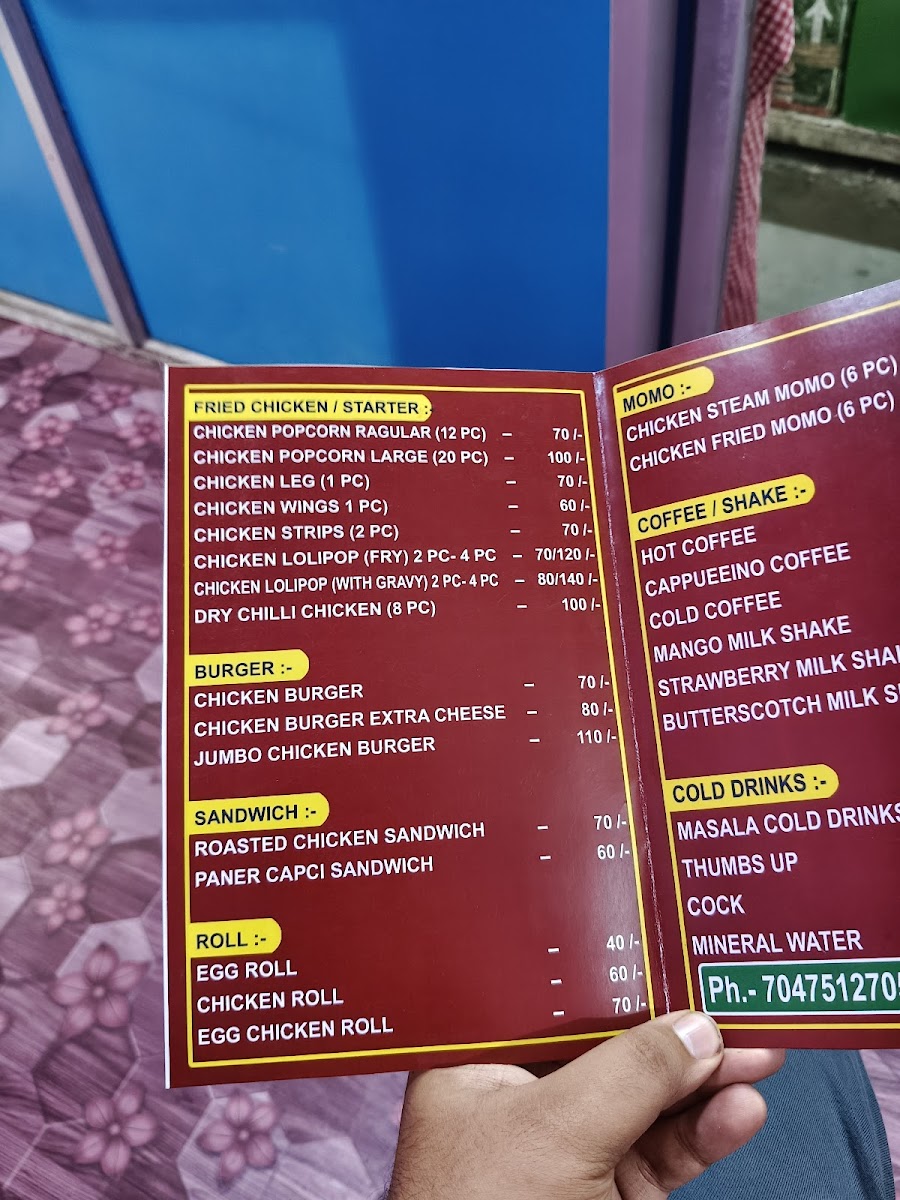 FRIED CHICKEN / STARTER :-
CHICKEN POPCORN RAGULAR (12 PC) – 70 /-
CHICKEN POPCORN LARGE (20 PC) – 100 /-
CHICKEN LEG (1 PC) – 70 /-
CHICKEN WINGS 1 PC) – 60 /-
CHICKEN STRIPS (2 PC) – 70 /-
CHICKEN LOLIPOP (FRY) 2 PC- 4 PC – 70/120 /-
CHICKEN LOLIPOP (WITH GRAVY) 2 PC- 4 PC – 80/140 /-
DRY CHILLI CHICKEN (8 PC) – 100 /-
BURGER :-
CHICKEN BURGER – 70 /-
CHICKEN BURGER EXTRA CHEESE – 80 /-
JUMBO CHICKEN BURGER – 110 /-
SANDWICH :-
ROASTED CHICKEN SANDWICH – 70 /-
PANER CAPCI SANDWICH – 60 /-
ROLL :-
EGG ROLL – 40 /-
CHICKEN ROLL – 60 /-
EGG CHICKEN ROLL – 70 /-
MOMO :-
CHICKEN STEAM MOMO (6 PC)
CHICKEN FRIED MOMO (6 PC)
COFFEE / SHAKE :-
HOT COFFEE
CAPPUEEINO COFFEE
COLD COFFEE
MANGO MILK SHAKE
STRAWBERRY MILK
BUTTERSCOTCH MILK
COLD DRINKS :-
MASALA COLD DRINKS
THUMBS UP
COCK
MINERAL WATER
Ph.- 704751270